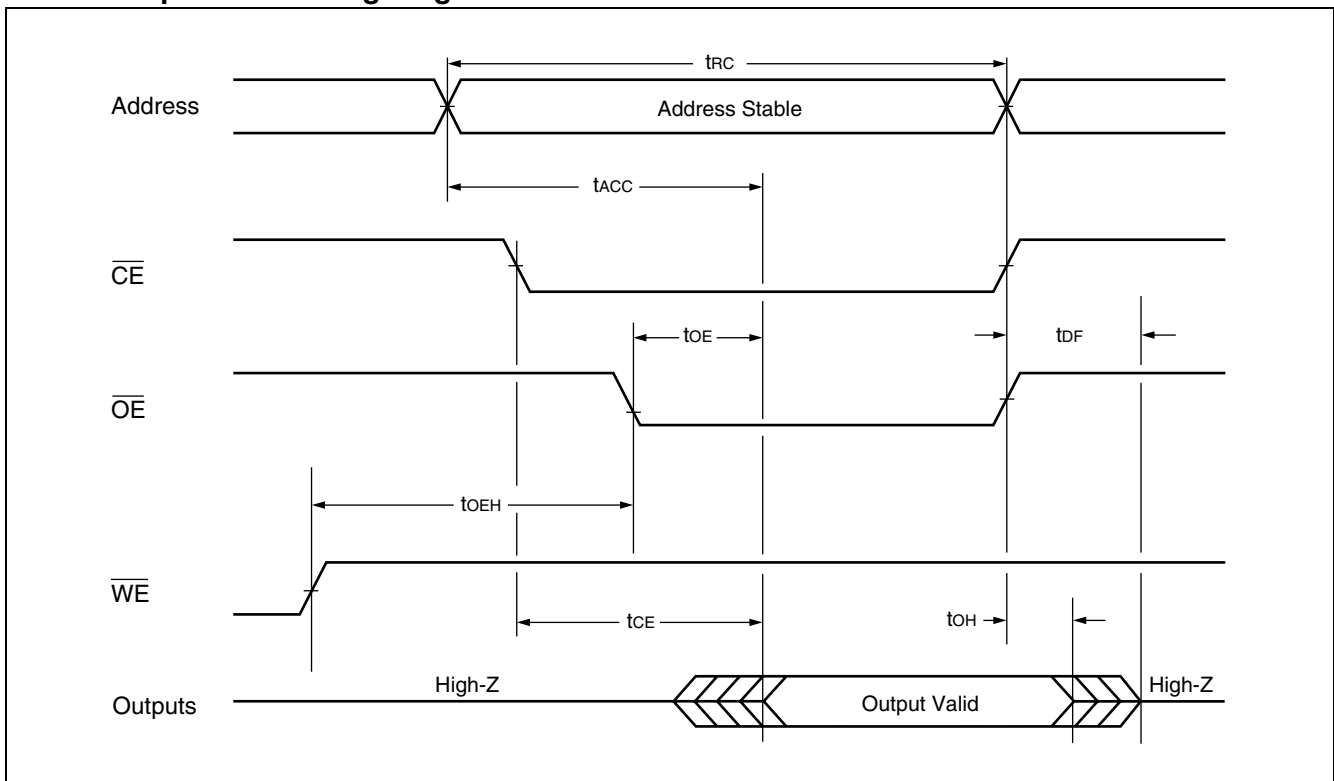 tRC
Address
Address Stable
tACC
CE
tOE
tDF
OE
tOEH
WE
tCE
tOH
High-Z
High-Z
Outputs
Output Valid